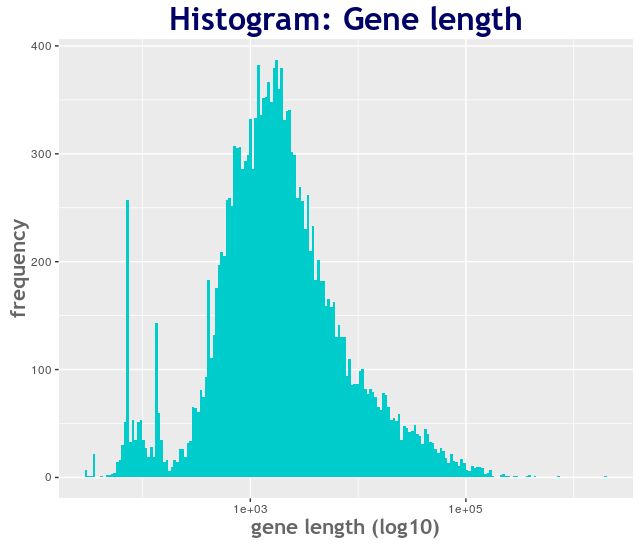 Histogram: Gene length
400
300
200
100
0
frequency
1e+03
1e+05
gene length (log10)